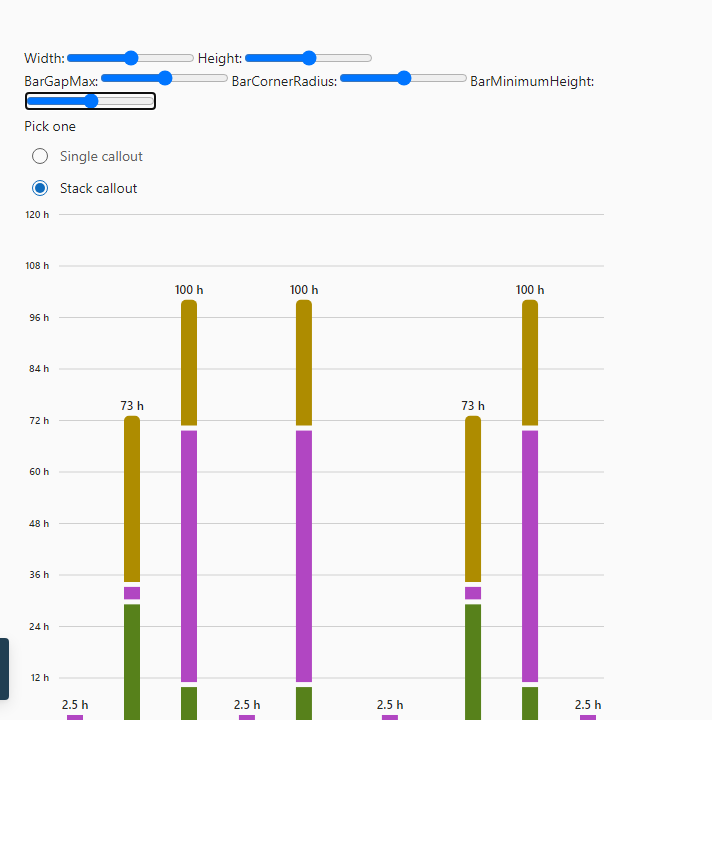 Width: Height:
BarGapMax: BarCornerRadius: BarMinimumHeight:
Pick one
Single callout
Stack callout
120 h
108 h
100 h 100 h 100 h
96 h
84 h
73 h 73 h
72 h
60 h
48 h
36 h
24 h
12 h
2.5 h 2.5 h 2.5 h 2.5 h